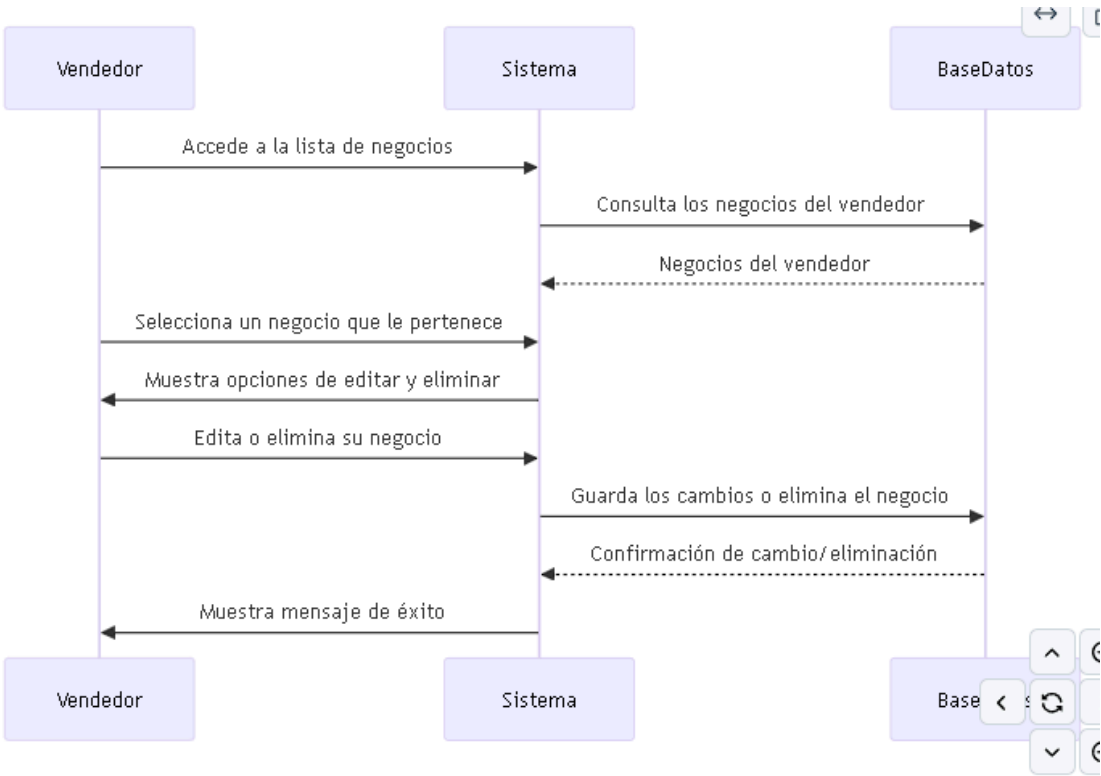 Vendedor
Sistema
BaseDatos
Accede a la lista de negocios
Consulta los negocios del vendedor
Negocios del vendedor
Selecciona un negocio que le pertenece
Muestra opciones de editar y eliminar
Edita o elimina su negocio
Guarda los cambios o elimina el negocio
Confirmación de cambio/eliminación
Muestra mensaje de éxito
Vendedor
Sistema
Base